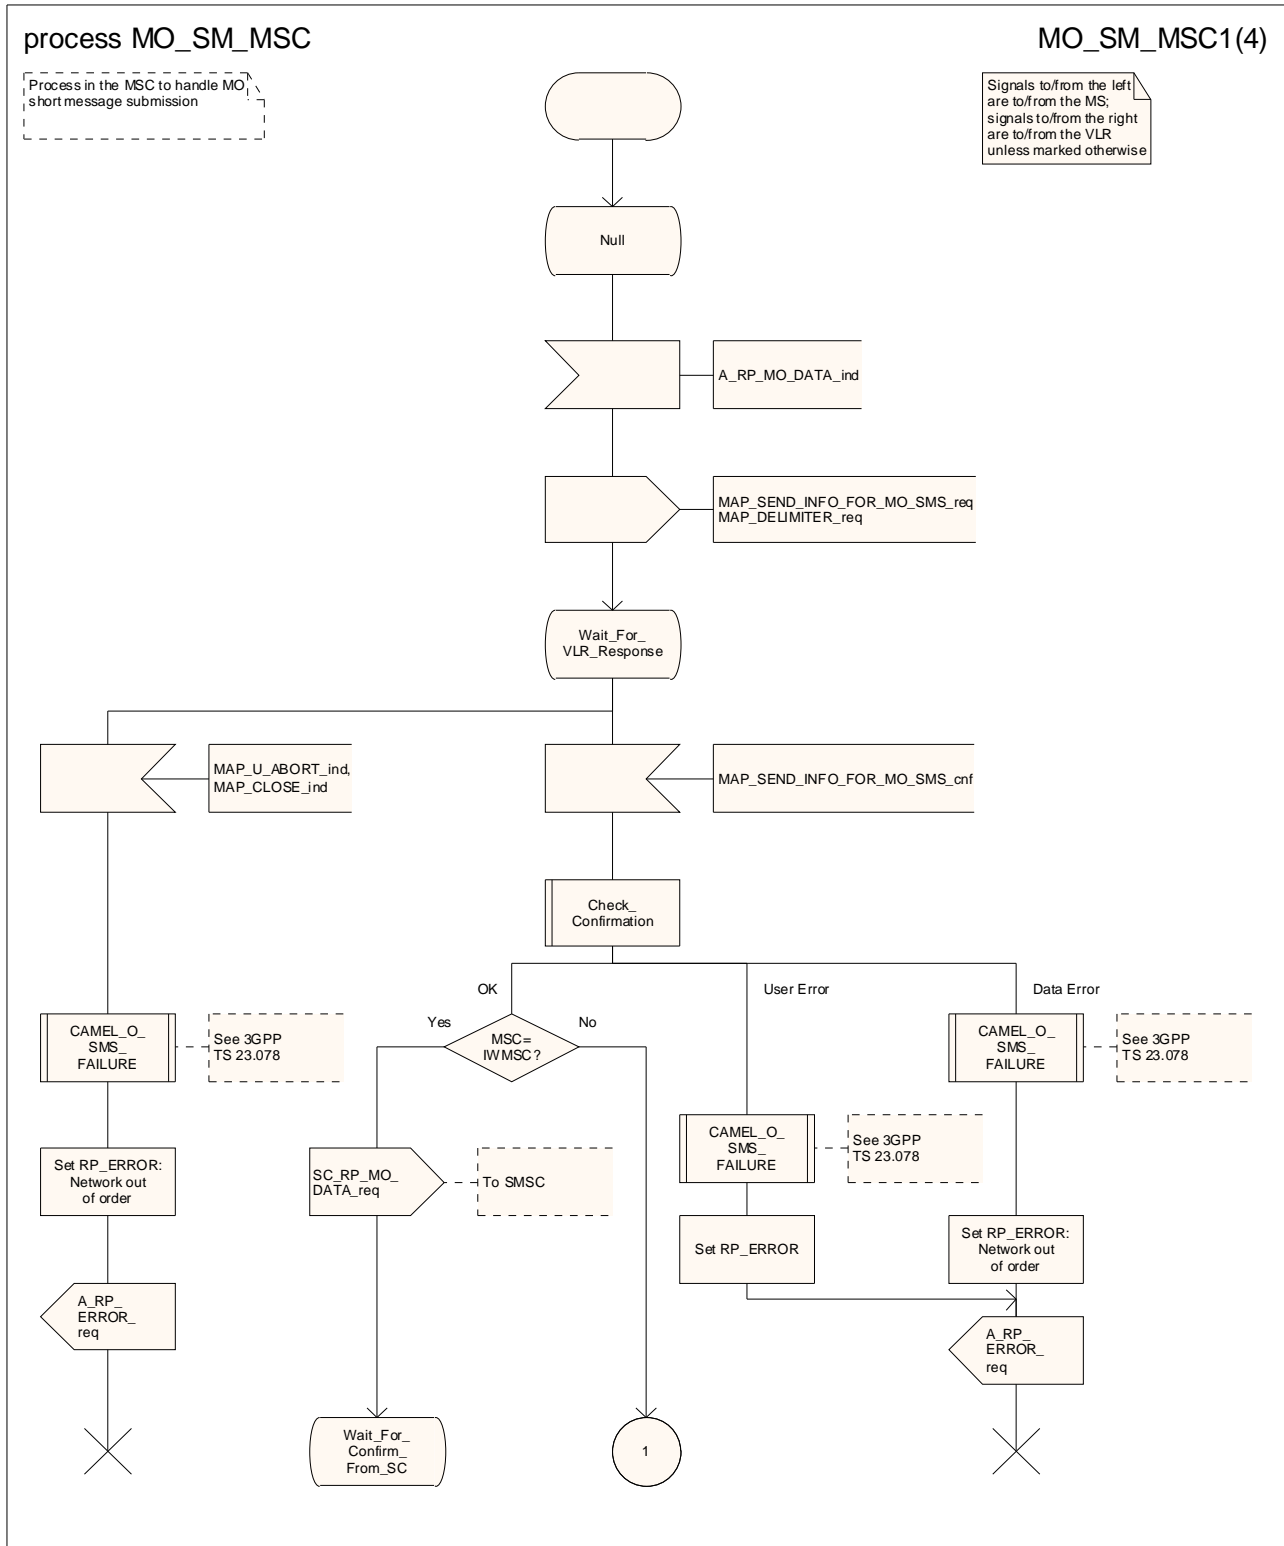 process MO_SM_MSC
MO_SM_MSC1(4)
Process in the MSC to handle MO
short message submission
Signals to/from the left
are to/from the MS;
signals to/from the right
are to/from the VLR
unless marked otherwise
Null
A_RP_MO_DATA_ind
MAP_SEND_INFO_FOR_MO_SMS_req
MAP_DELIMITER_req
Wait_For_
VLR_Response
MAP_U_ABORT_ind,
MAP_CLOSE_ind
MAP_SEND_INFO_FOR_MO_SMS_cnf
Check_
Confirmation
OK
User Error
Data Error
Yes
No
CAMEL_O_
SMS_
FAILURE
See 3GPP
TS 23.078
MSC=
IWMSC?
CAMEL_O_
SMS_
FAILURE
See 3GPP
TS 23.078
CAMEL_O_
SMS_
FAILURE
See 3GPP
TS 23.078
Set RP_ERROR:
Network out
of order
SC_RP_MO_
DATA_req
To SMSC
Set RP_ERROR
Set RP_ERROR:
Network out
of order
A_RP_
ERROR_
req
A_RP_
ERROR_
req
Wait_For_
Confirm_
From_SC
1